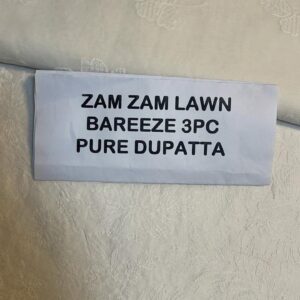 ZAM ZAM LAWN
BAREEZE 3PC
PURE DUPATTA